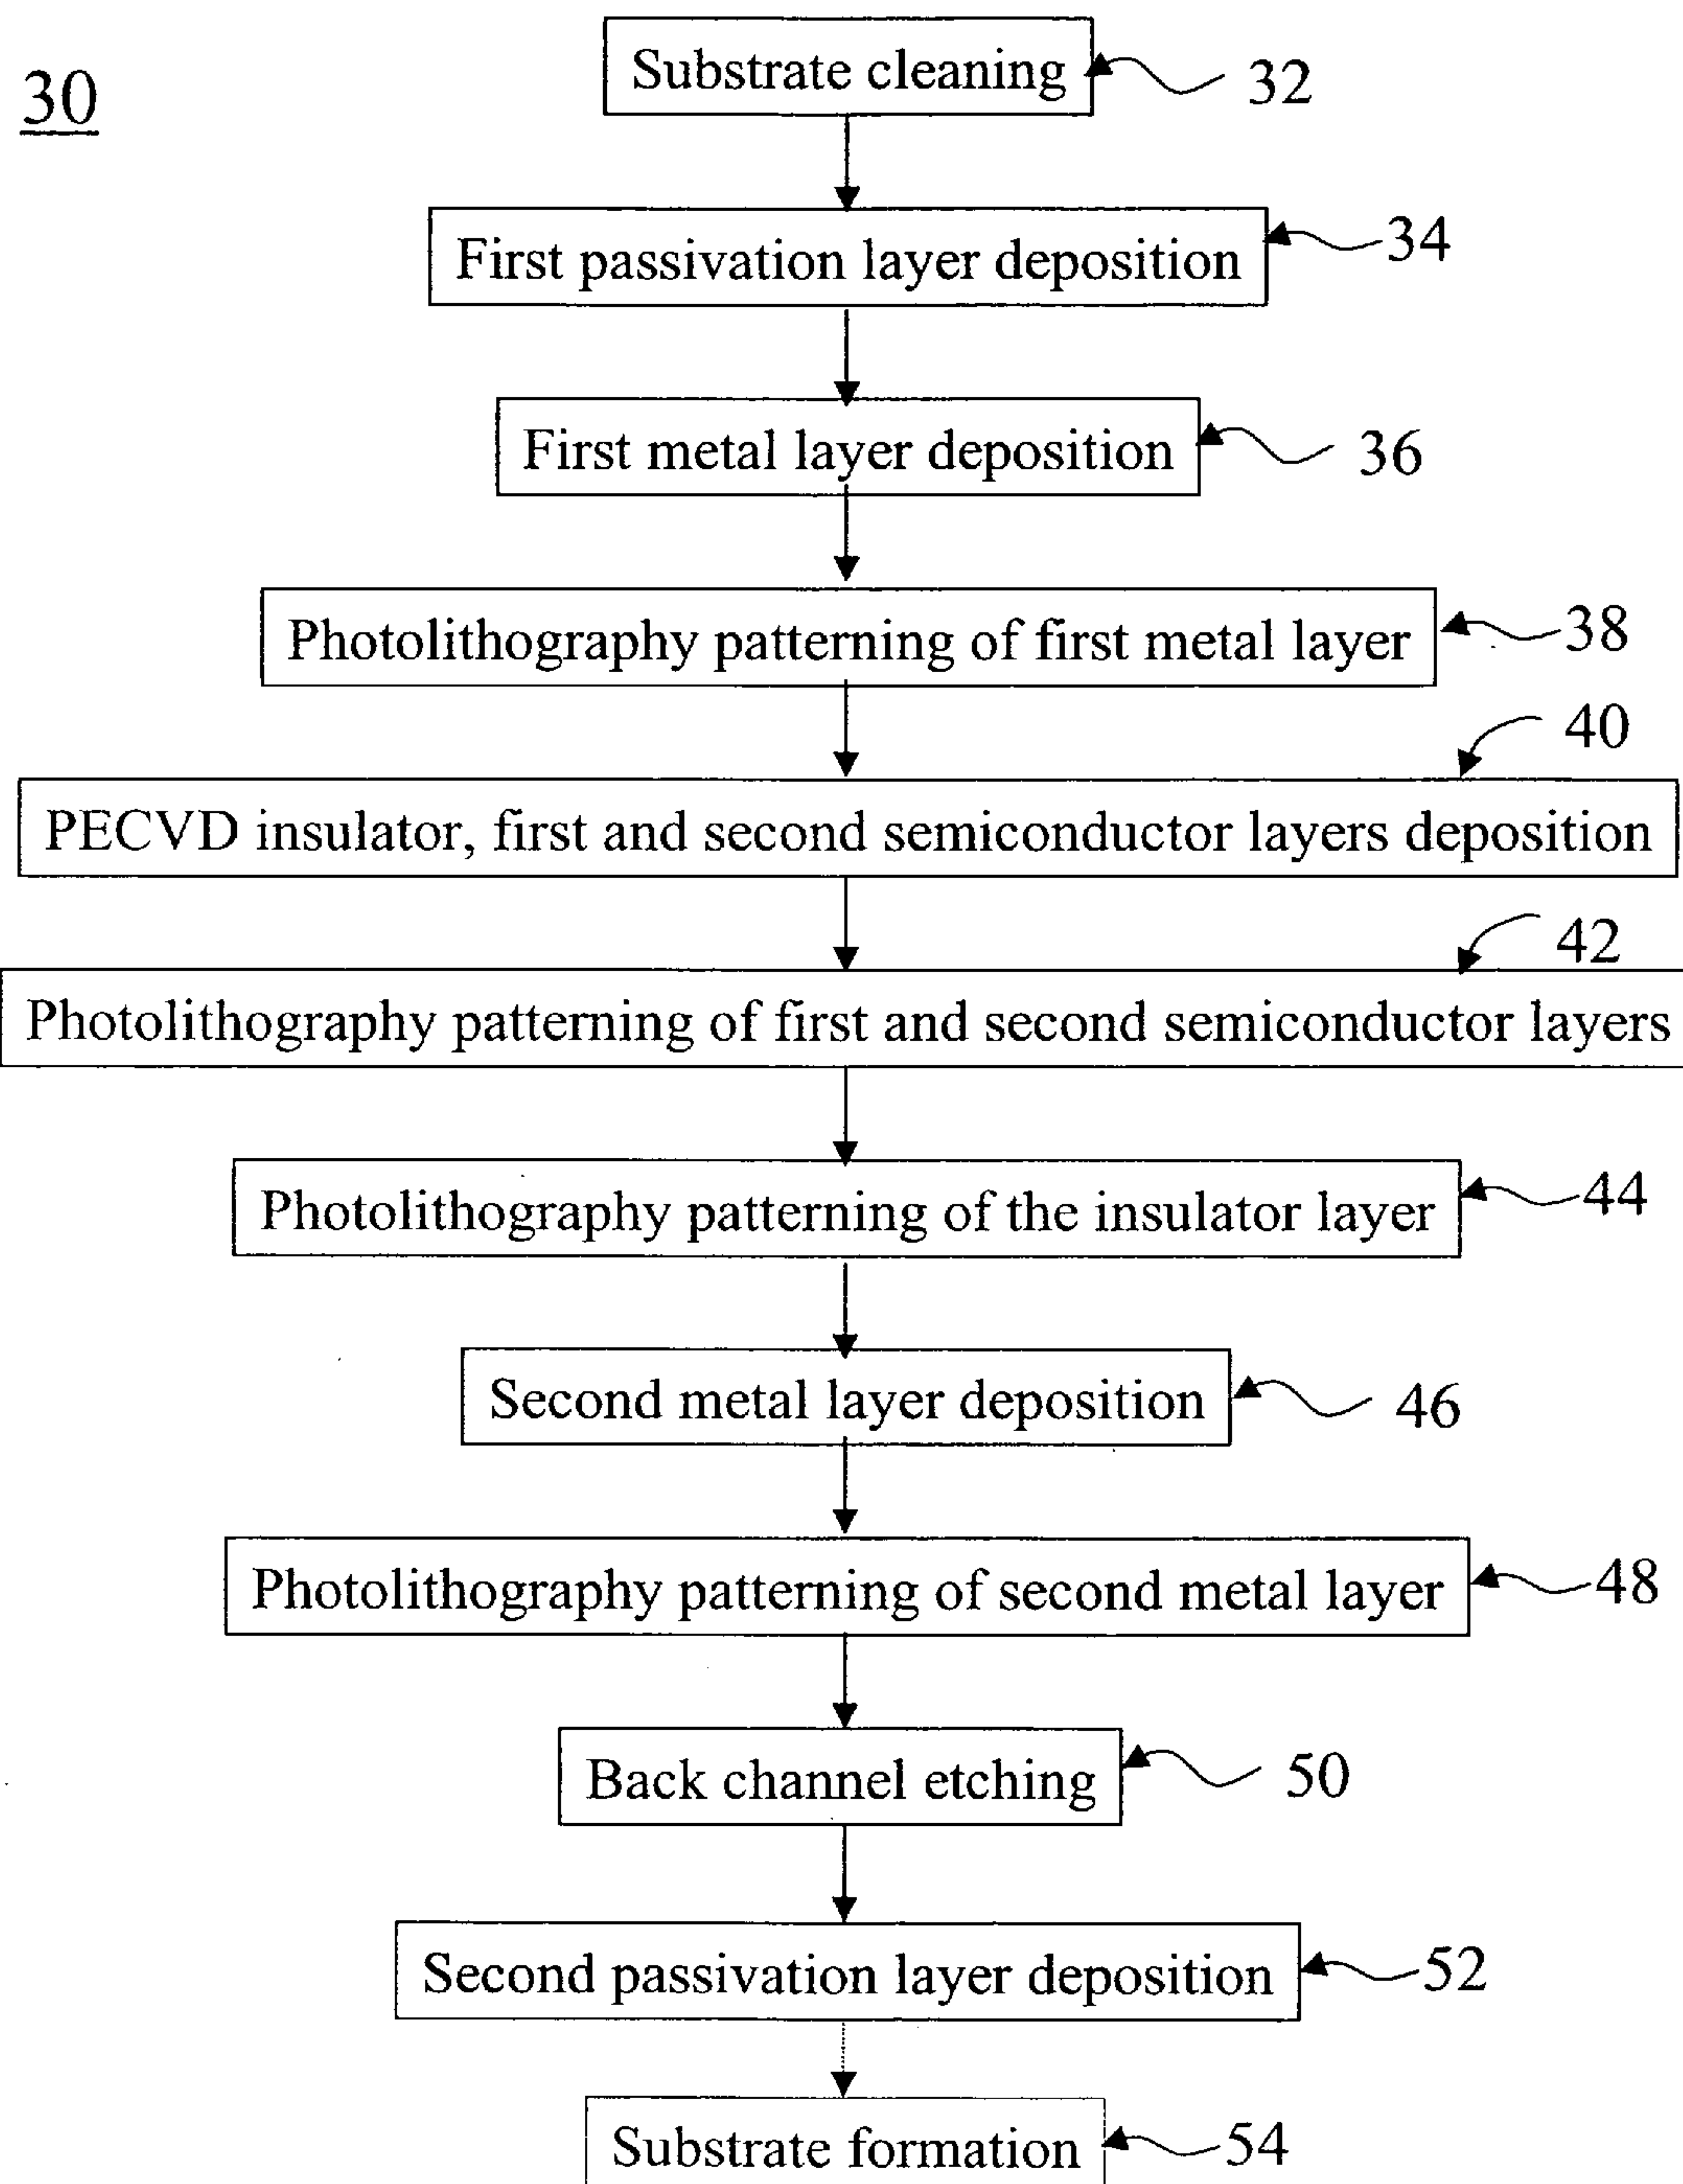 30
Substrate cleaning 32
First passivation layer deposition 34
First metal layer deposition 36
Photolithography patterning of first metal layer 38
40
PECVD insulator, first and second semiconductor layers deposition
42
Photolithography patterning of first and second semiconductor layers
Photolithography patterning of the insulator layer 44
Second metal layer deposition 46
Photolithography patterning of second metal layer 48
Back channel etching 50
Second passivation layer deposition 52
Substrate formation 54